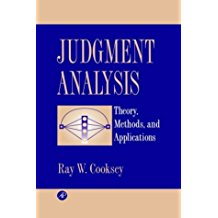 JUDGMENT
ANALYSIS
Theory,
Methods, and
Applications
Ray W. Cooksey